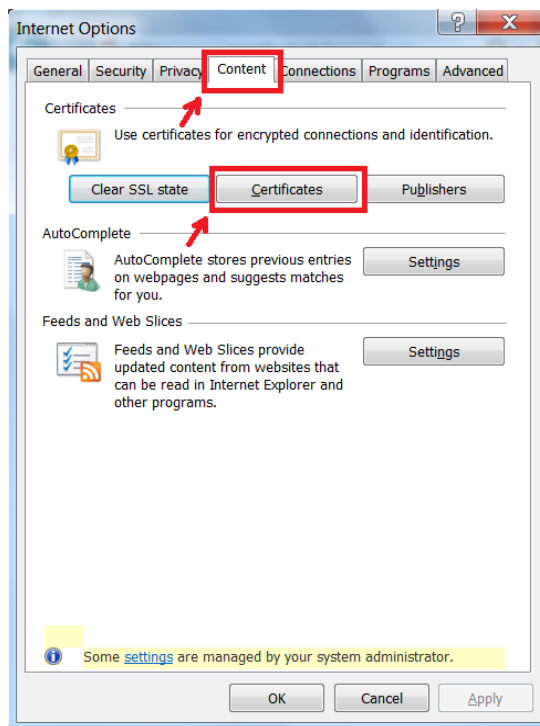 Internet Options
General Security Privacy Content Connections Programs Advanced
Certificates
Use certificates for encrypted connections and identification.
Clear SSL state Certificates Publishers
AutoComplete
AutoComplete stores previous entries
on webpages and suggests matches
for you.
Settings
Feeds and Web Slices
Feeds and Web Slices provide
updated content from websites that
can be read in Internet Explorer and
other programs.
Settings
Some settings are managed by your system administrator.
OK Cancel Apply